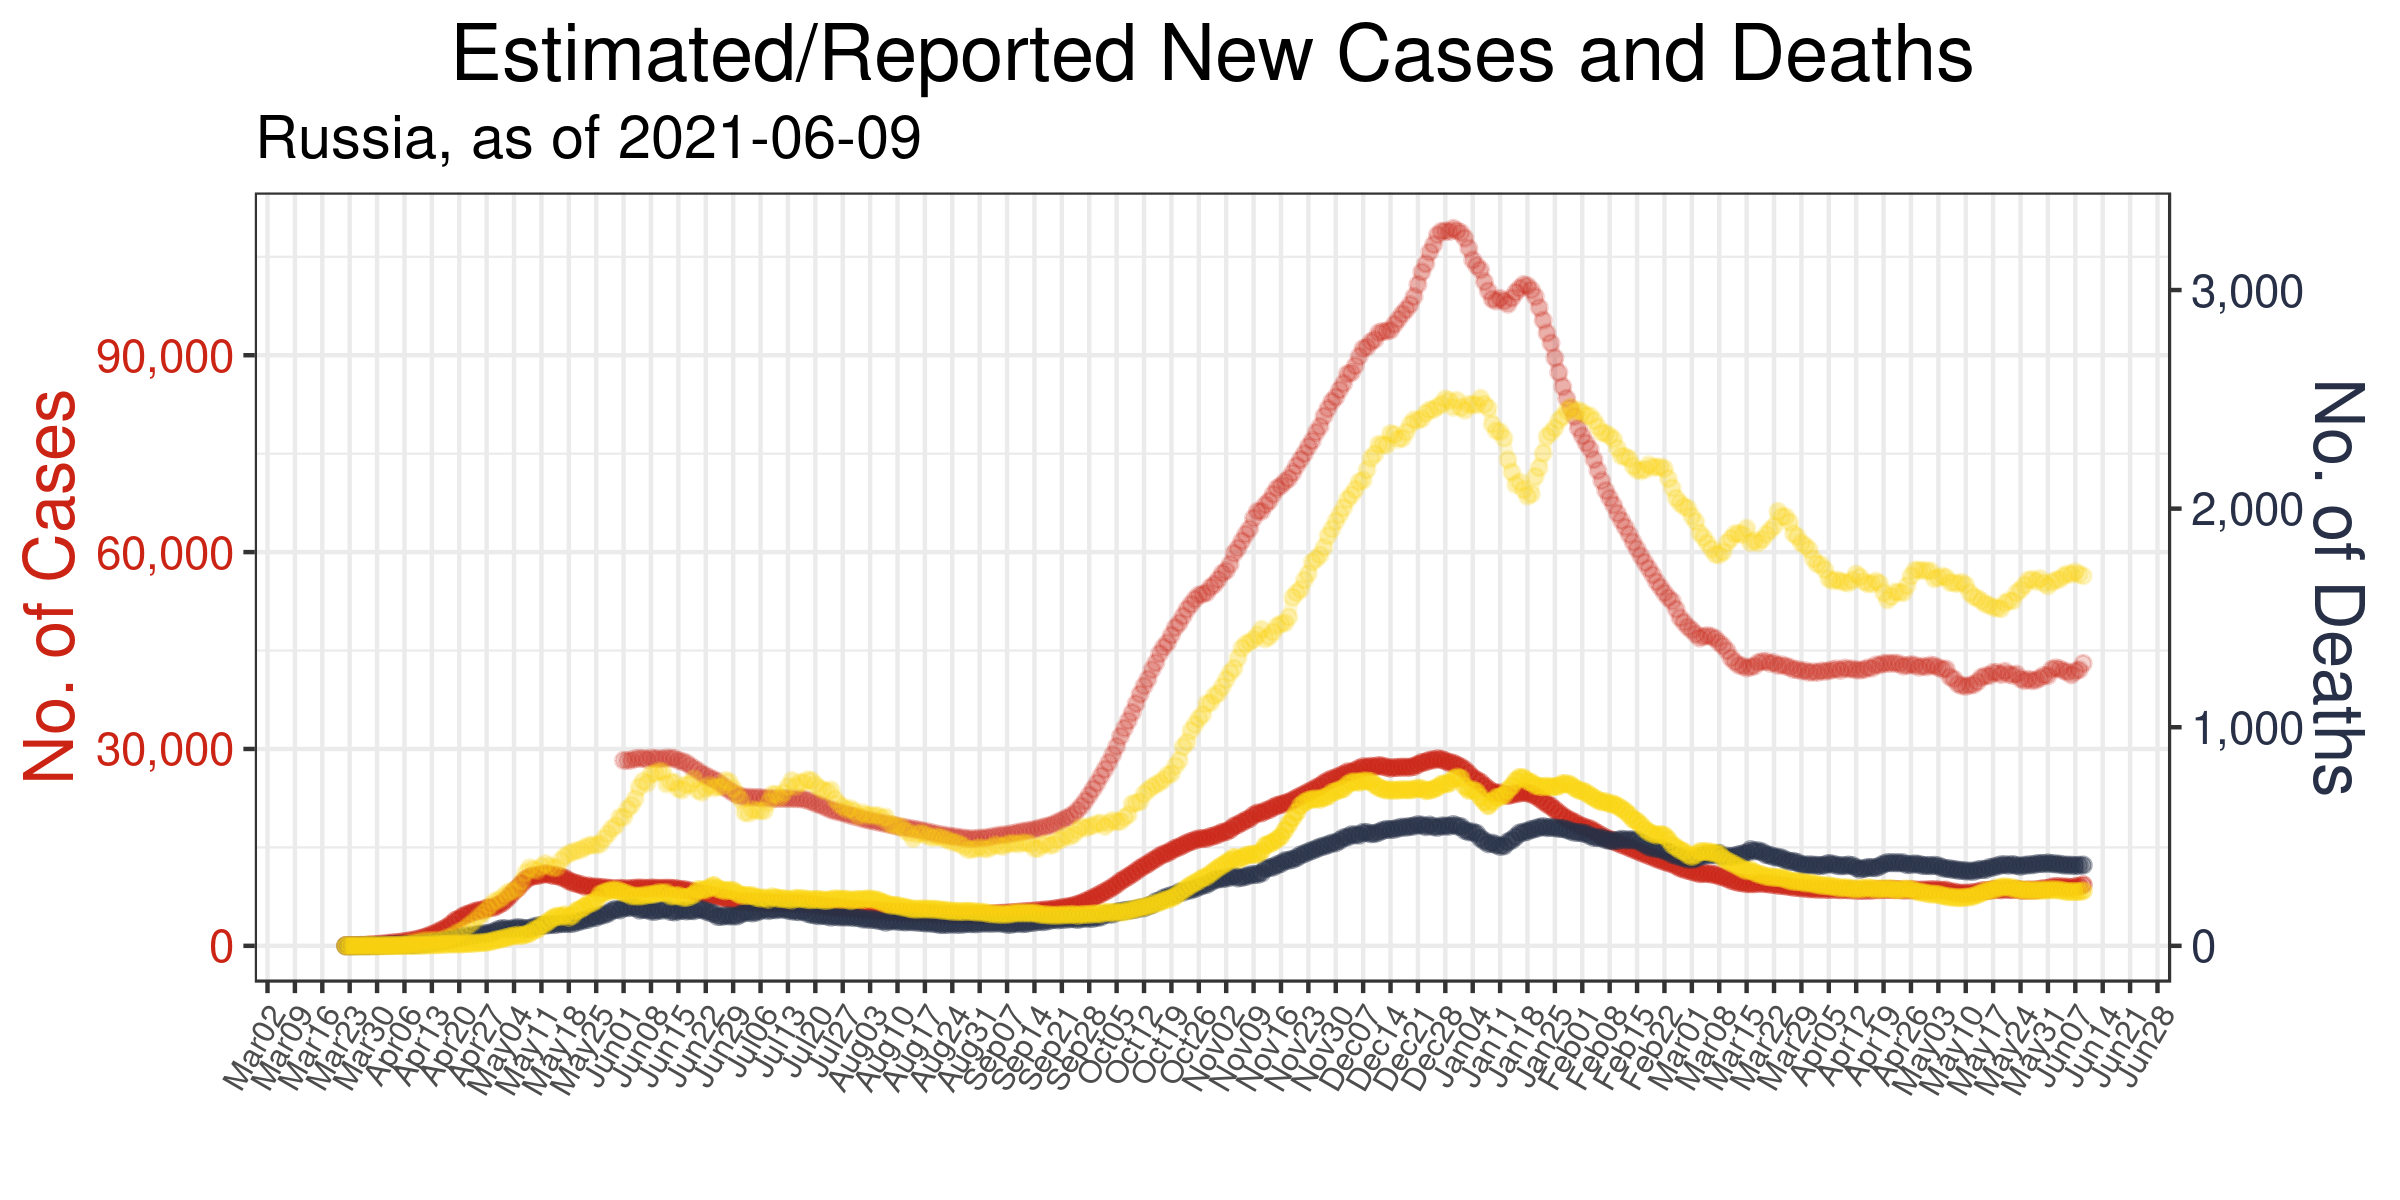 Estimated/Reported New Cases and Deaths
Russia, as of 2021-06-09
No. of Cases
90,000
60,000
30,000
0
3,000
2,000
1,000
0
No. of Deaths
Mar02
Mar09
Mar16
Mar23
Mar30
Apr06
Apr13
Apr20
Apr27
May04
May11
May18
May25
Jun01
Jun08
Jun15
Jun22
Jun29
Jul06
Jul13
Jul20
Jul27
Aug03
Aug10
Aug17
Aug24
Aug31
Sep07
Sep14
Sep21
Sep28
Oct05
Oct12
Oct19
Oct26
Nov02
Nov09
Nov16
Nov23
Nov30
Dec07
Dec14
Dec21
Dec28
Jan04
Jan11
Jan18
Jan25
Feb01
Feb08
Feb15
Feb22
Mar01
Mar08
Mar15
Mar22
Mar29
Apr05
Apr12
Apr19
Apr26
May03
May10
May17
May24
May31
Jun07
Jun14
Jun21
Jun28